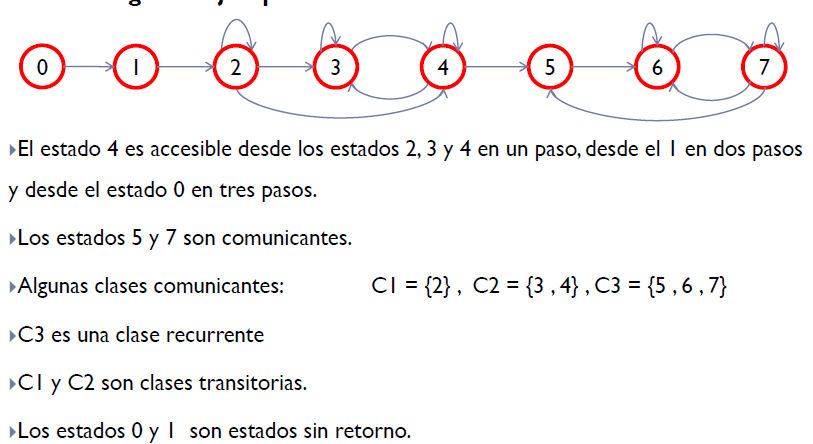 0 1 2 3 4 5 6 7
El estado 4 es accesible desde los estados 2, 3 y 4 en un paso, desde el 1 en dos pasos
y desde el estado 0 en tres pasos.
Los estados 5 y 7 son comunicantes.
Algunas clases comunicantes: C1 = {2} , C2 = {3 , 4} , C3 = {5 , 6 , 7}
C3 es una clase recurrente
C1 y C2 son clases transitorias.
Los estados 0 y 1 son estados sin retorno.